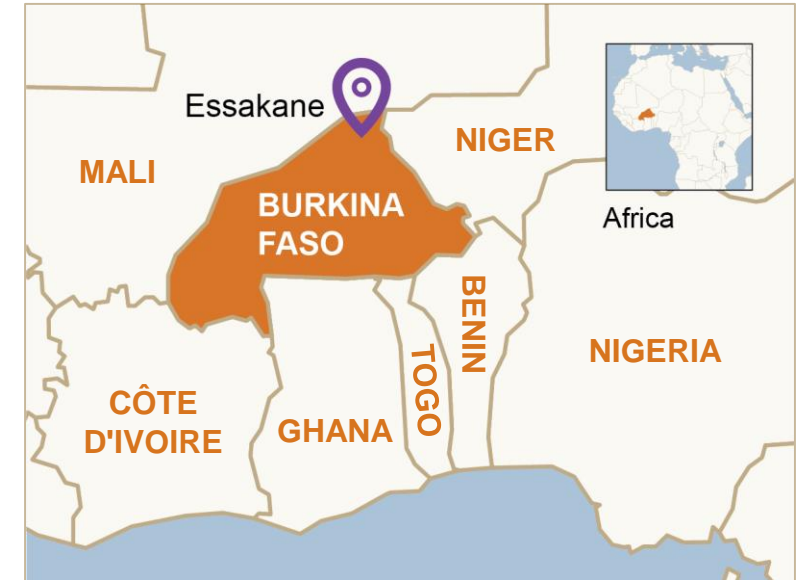 Essakane
MALI
NIGER
BURKINA
FASO
Africa
BENIN
NIGERIA
TOGO
CÔTE
D'IVOIRE
GHANA